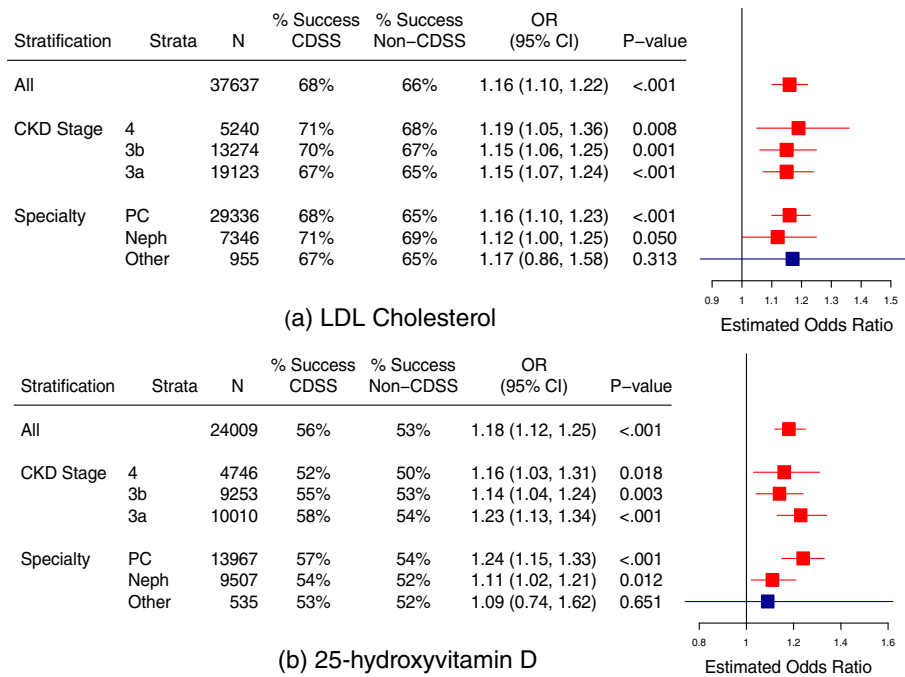 % Success % Success OR
Stratification Strata N CDSS Non−CDSS (95% CI) P−value
All 37637 68% 66% 1.16 (1.10, 1.22) <.001
CKD Stage 4 5240 71% 68% 1.19 (1.05, 1.36) 0.008
3b 13274 70% 67% 1.15 (1.06, 1.25) 0.001
3a 19123 67% 65% 1.15 (1.07, 1.24) <.001
Specialty PC 29336 68% 65% 1.16 (1.10, 1.23) <.001
Neph 7346 71% 69% 1.12 (1.00, 1.25) 0.050
Other 955 67% 65% 1.17 (0.86, 1.58) 0.313
0.9 1 1.1 1.2 1.3 1.4 1.5
(a) LDL Cholesterol Estimated Odds Ratio
% Success % Success OR
Stratification Strata N CDSS Non−CDSS (95% CI) P−value
All 24009 56% 53% 1.18 (1.12, 1.25) <.001
CKD Stage 4 4746 52% 50% 1.16 (1.03, 1.31) 0.018
3b 9253 55% 53% 1.14 (1.04, 1.24) 0.003
3a 10010 58% 54% 1.23 (1.13, 1.34) <.001
Specialty PC 13967 57% 54% 1.24 (1.15, 1.33) <.001
Neph 9507 54% 52% 1.11 (1.02, 1.21) 0.012
Other 535 53% 52% 1.09 (0.74, 1.62) 0.651
0.8 1 1.2 1.4 1.6
(b) 25-hydroxyvitamin D Estimated Odds Ratio